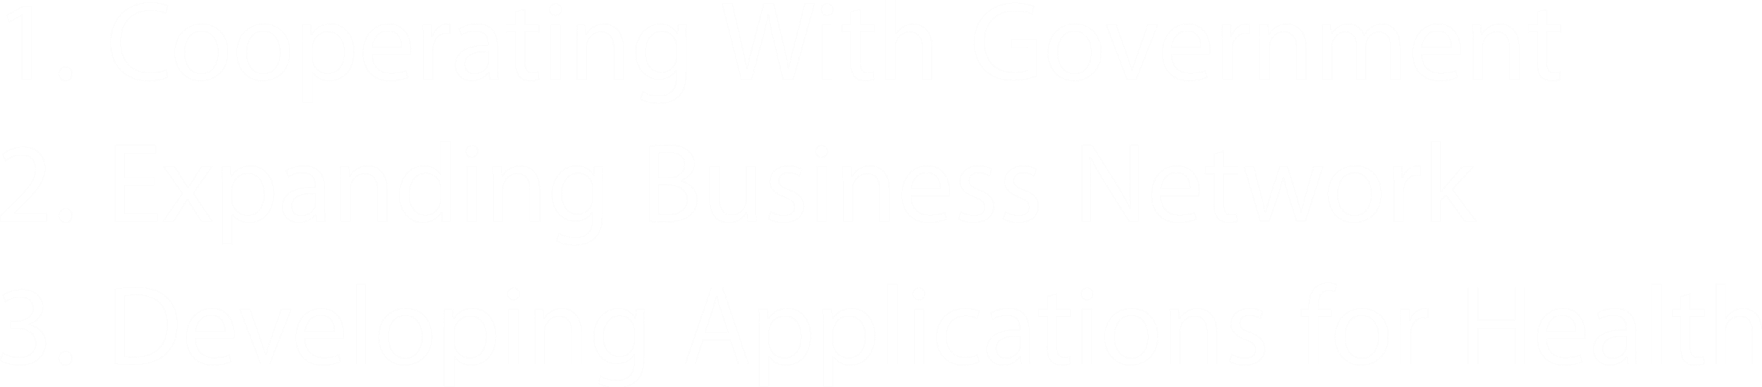 1. Cooperating With Government
2. Expanding Business Network
3. Developing Applications for Health